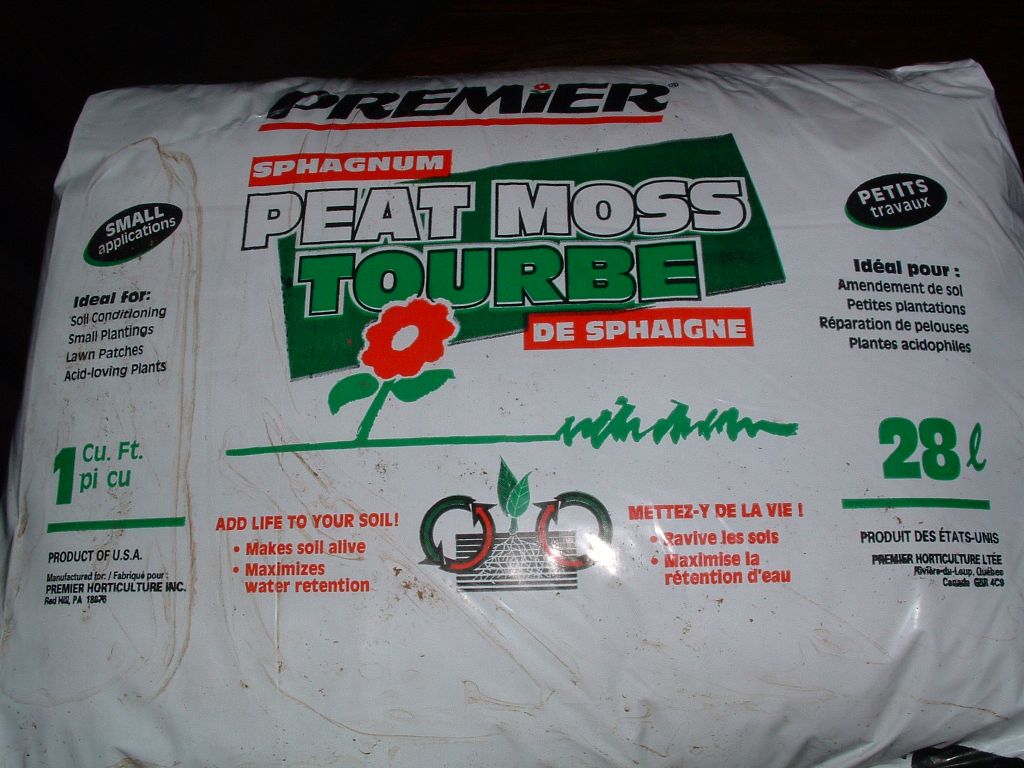 PREMIER
SPHAGNUM
PEAT MOSS
TOURBE
DE SPHAIGNE
SMALL
applications
Ideal for:
Soil Conditioning
Small Plantings
Lawn Patches
Acid-loving Plants
1 Cu. Ft.
pi cu
PRODUCT OF U.S.A.
Manufactured for: / Fabriqué pour:
PREMIER HORTICULTURE INC.
Red Hill, PA 18076
ADD LIFE TO YOUR SOIL!
• Makes soil alive
• Maximizes
water retention
METTEZ-Y DE LA VIE !
• Ravive les sols
• Maximise la
rétention d'eau
PETITS
travaux
Idéal pour :
Amendement de sol
Petites plantations
Réparation de pelouses
Plantes acidophiles
28 l
PRODUIT DES ÉTATS-UNIS
PREMIER HORTICULTURE LTÉE
Rivière-du-Loup, Québec
Canada G5R 4C9